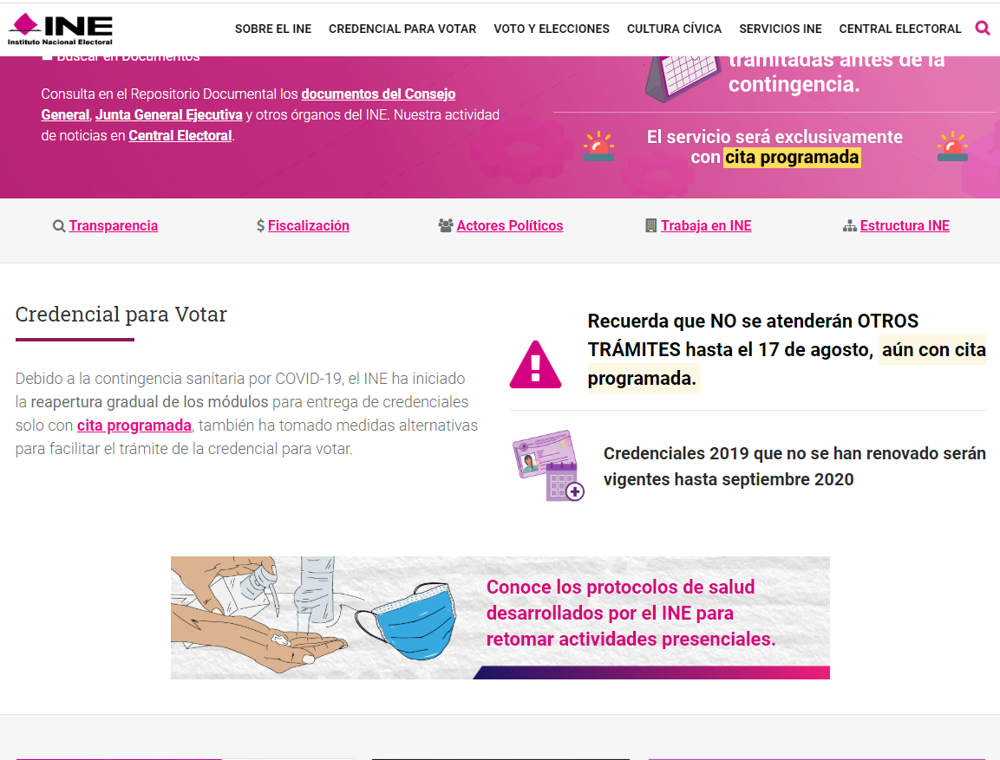 INE
Instituto Nacional Electoral
SOBRE EL INE
CREDENCIAL PARA VOTAR
VOTO Y ELECCIONES
CULTURA CÍVICA
SERVICIOS INE
CENTRAL ELECTORAL
Buscar en Documentos
Consulta en el Repositorio Documental los documentos del Consejo
General, Junta General Ejecutiva y otros órganos del INE. Nuestra actividad
de noticias en Central Electoral.
tramitadas antes de la
contingencia.
El servicio será exclusivamente
con cita programada
Transparencia
Fiscalización
Actores Políticos
Trabaja en INE
Estructura INE
Credencial para Votar
Debido a la contingencia sanitaria por COVID-19, el INE ha iniciado
la reapertura gradual de los módulos para entrega de credenciales
solo con cita programada, también ha tomado medidas alternativas
para facilitar el trámite de la credencial para votar.
Recuerda que NO se atenderán OTROS
TRÁMITES hasta el 17 de agosto, aún con cita
programada.
Credenciales 2019 que no se han renovado serán
vigentes hasta septiembre 2020
Conoce los protocolos de salud
desarrollados por el INE para
retomar actividades presenciales.